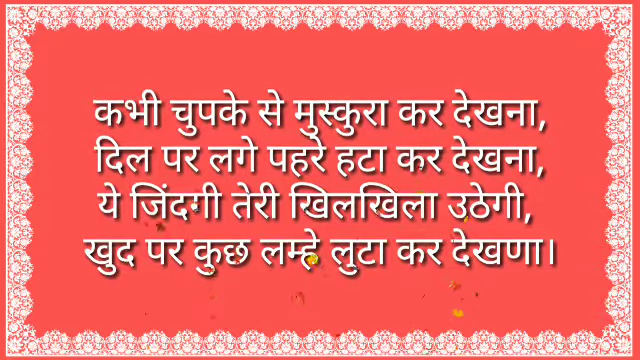 कभी चुपके से मुस्कुरा कर देखना,
दिल पर लगे पहरे हटा कर देखना,
ये जिंदगी तेरी खिलखिला उठेगी,
खुद पर कुछ लम्हे लुटा कर देखणा।